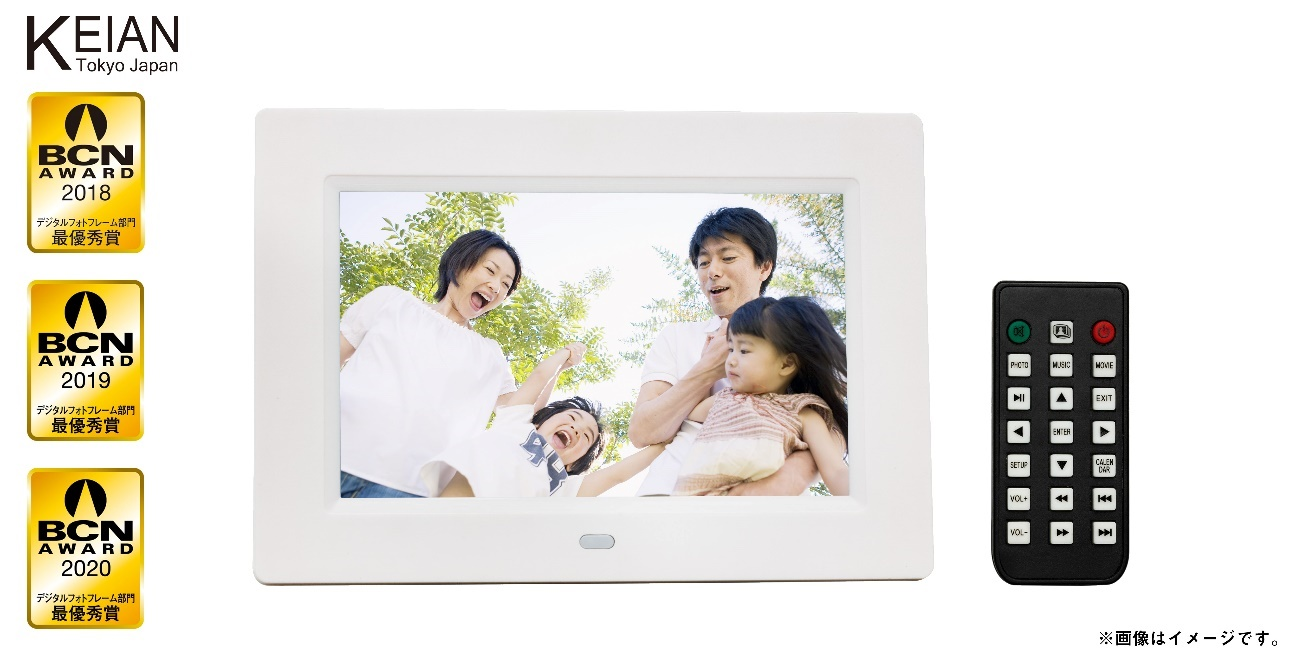 KEIAN
Tokyo Japan
BCN
AWARD
2018
デジタルフォトフレーム部門
最優秀賞
BCN
AWARD
2019
デジタルフォトフレーム部門
最優秀賞
BCN
AWARD
2020
デジタルフォトフレーム部門
最優秀賞
PHOTO MUSIC MOVIE
EXIT
ENTER
SETUP CALEN
DAR
VOL+
VOL-
※画像はイメージです。